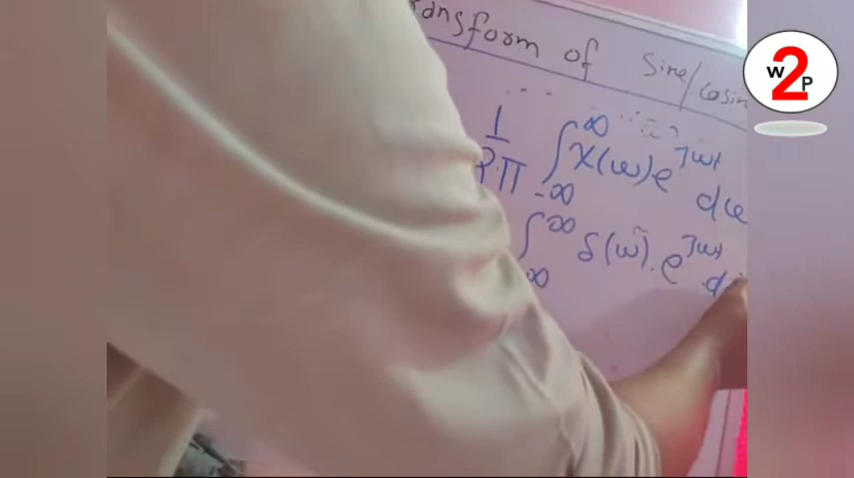 ansform of Sine/Cosin
1/2π ∫_{-∞}^{∞} X(ω)e^{jωt} dω
∫_{∞}^{∞} δ(ω).e^{jωt} .d
W2P